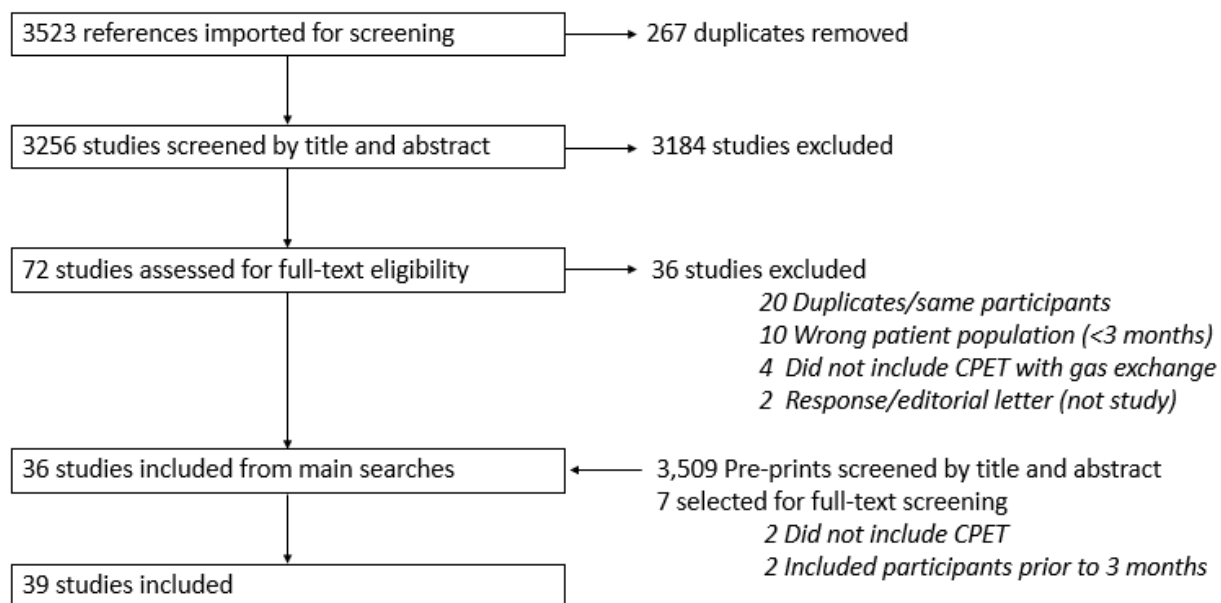 3523 references imported for screening
267 duplicates removed
3256 studies screened by title and abstract
3184 studies excluded
72 studies assessed for full-text eligibility
36 studies excluded
20 Duplicates/same participants
10 Wrong patient population (<3 months)
4 Did not include CPET with gas exchange
2 Response/editorial letter (not study)
36 studies included from main searches
3,509 Pre-prints screened by title and abstract
7 selected for full-text screening
2 Did not include CPET
2 Included participants prior to 3 months
39 studies included